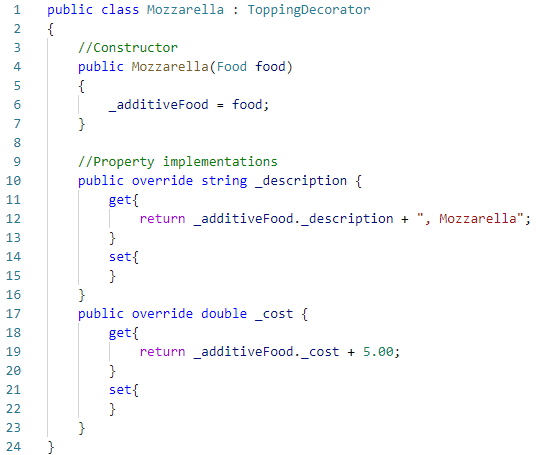 1 public class Mozzarella : ToppingDecorator
2 {
3     //Constructor
4     public Mozzarella(Food food)
5     {
6         _additiveFood = food;
7     }
8
9     //Property implementations
10     public override string _description {
11         get{
12             return _additiveFood._description + ", Mozzarella";
13         }
14         set{
15         }
16     }
17     public override double _cost {
18         get{
19             return _additiveFood._cost + 5.00;
20         }
21         set{
22         }
23     }
24 }